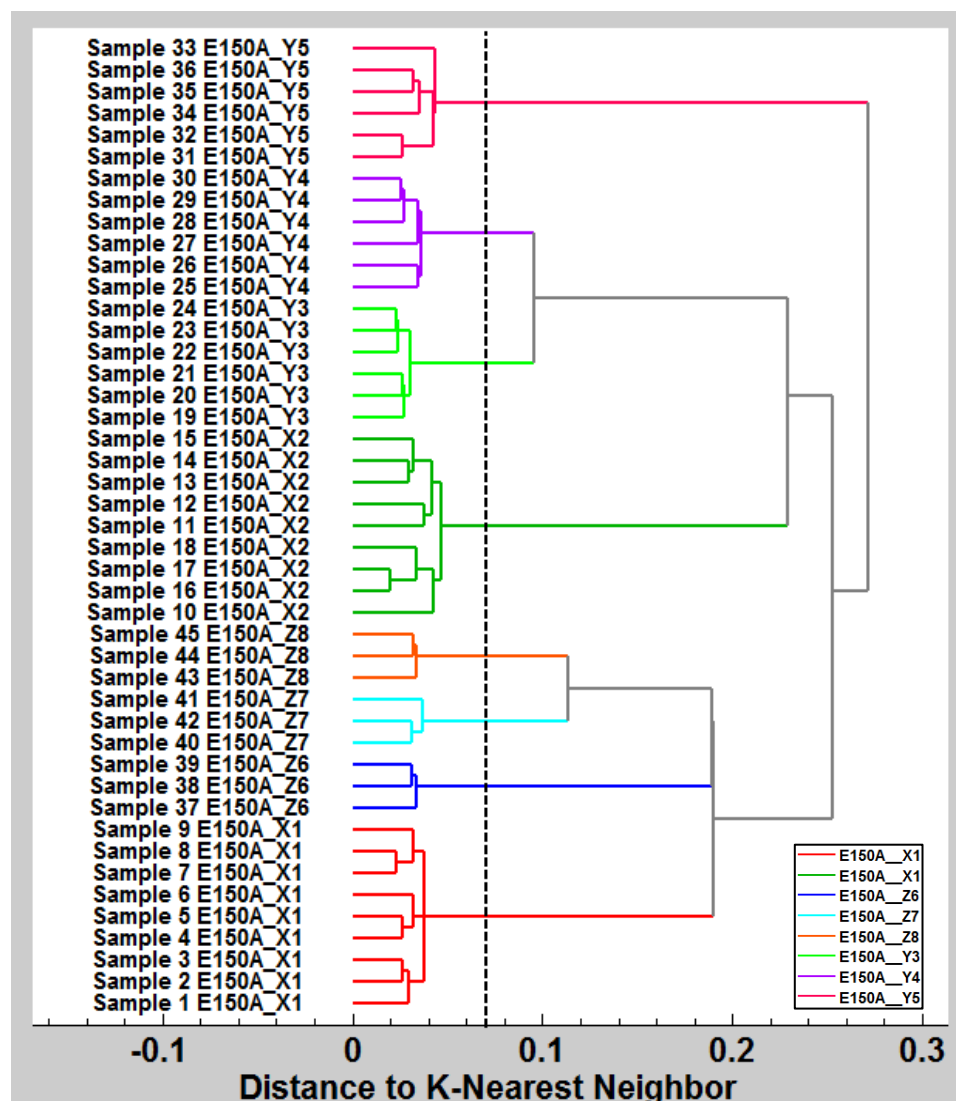 Sample 33 E150A_Y5
Sample 36 E150A_Y5
Sample 35 E150A_Y5
Sample 34 E150A_Y5
Sample 32 E150A_Y5
Sample 31 E150A_Y5
Sample 30 E150A_Y4
Sample 29 E150A_Y4
Sample 28 E150A_Y4
Sample 27 E150A_Y4
Sample 26 E150A_Y4
Sample 25 E150A_Y4
Sample 24 E150A_Y3
Sample 23 E150A_Y3
Sample 22 E150A_Y3
Sample 21 E150A_Y3
Sample 20 E150A_Y3
Sample 19 E150A_Y3
Sample 15 E150A_X2
Sample 14 E150A_X2
Sample 13 E150A_X2
Sample 12 E150A_X2
Sample 11 E150A_X2
Sample 18 E150A_X2
Sample 17 E150A_X2
Sample 16 E150A_X2
Sample 10 E150A_X2
Sample 45 E150A_Z8
Sample 44 E150A_Z8
Sample 43 E150A_Z8
Sample 41 E150A_Z7
Sample 42 E150A_Z7
Sample 40 E150A_Z7
Sample 39 E150A_Z6
Sample 38 E150A_Z6
Sample 37 E150A_Z6
Sample 9 E150A_X1
Sample 8 E150A_X1
Sample 7 E150A_X1
Sample 6 E150A_X1
Sample 5 E150A_X1
Sample 4 E150A_X1
Sample 3 E150A_X1
Sample 2 E150A_X1
Sample 1 E150A_X1
E150A__X1
E150A__X1
E150A__Z6
E150A__Z7
E150A__Z8
E150A__Y3
E150A__Y4
E150A__Y5
-0.1 0 0.1 0.2 0.3
Distance to K-Nearest Neighbor